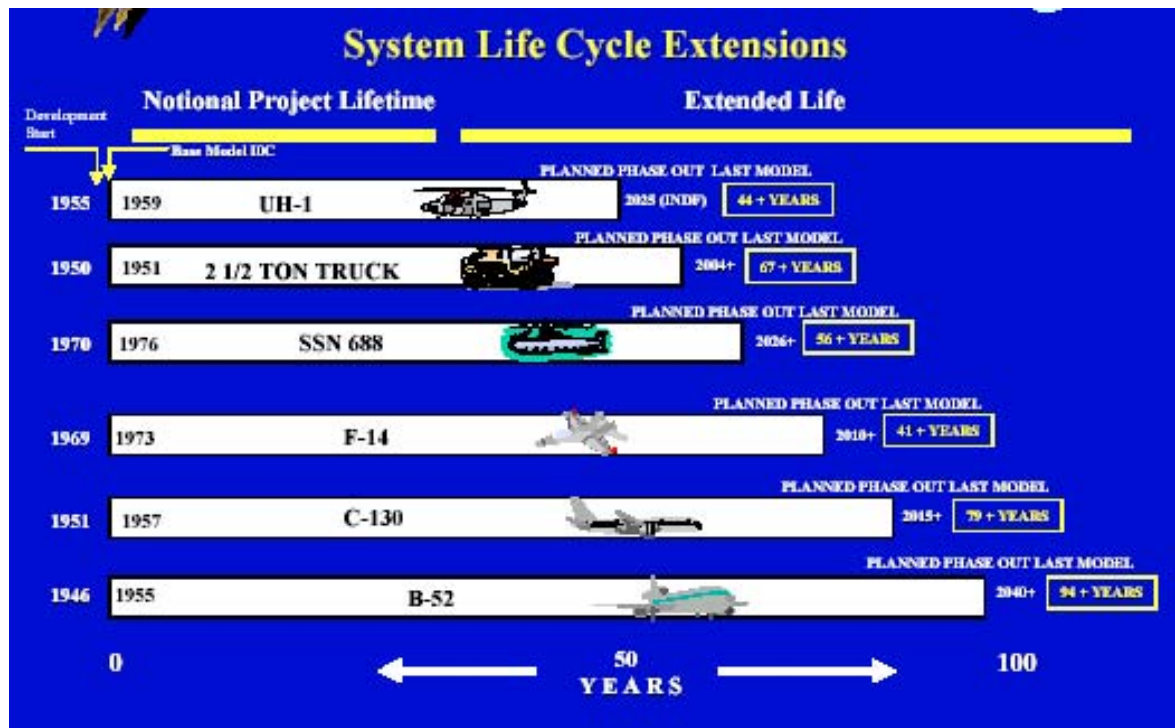 System Life Cycle Extensions
Notional Project Lifetime Extended Life
Development
Start
Base Model IOC
PLANNED PHASE OUT LAST MODEL
1955 1959 UH-1 2025 (INDF) 44 + YEARS
PLANNED PHASE OUT LAST MODEL
1950 1951 2 1/2 TON TRUCK 2004+ 67 + YEARS
PLANNED PHASE OUT LAST MODEL
1970 1976 SSN 688 2026+ 56 + YEARS
PLANNED PHASE OUT LAST MODEL
1969 1973 F-14 2010+ 41 + YEARS
PLANNED PHASE OUT LAST MODEL
1951 1957 C-130 2015+ 79 + YEARS
PLANNED PHASE OUT LAST MODEL
1946 1955 B-52 2040+ 94 + YEARS
0 50 100
YEARS